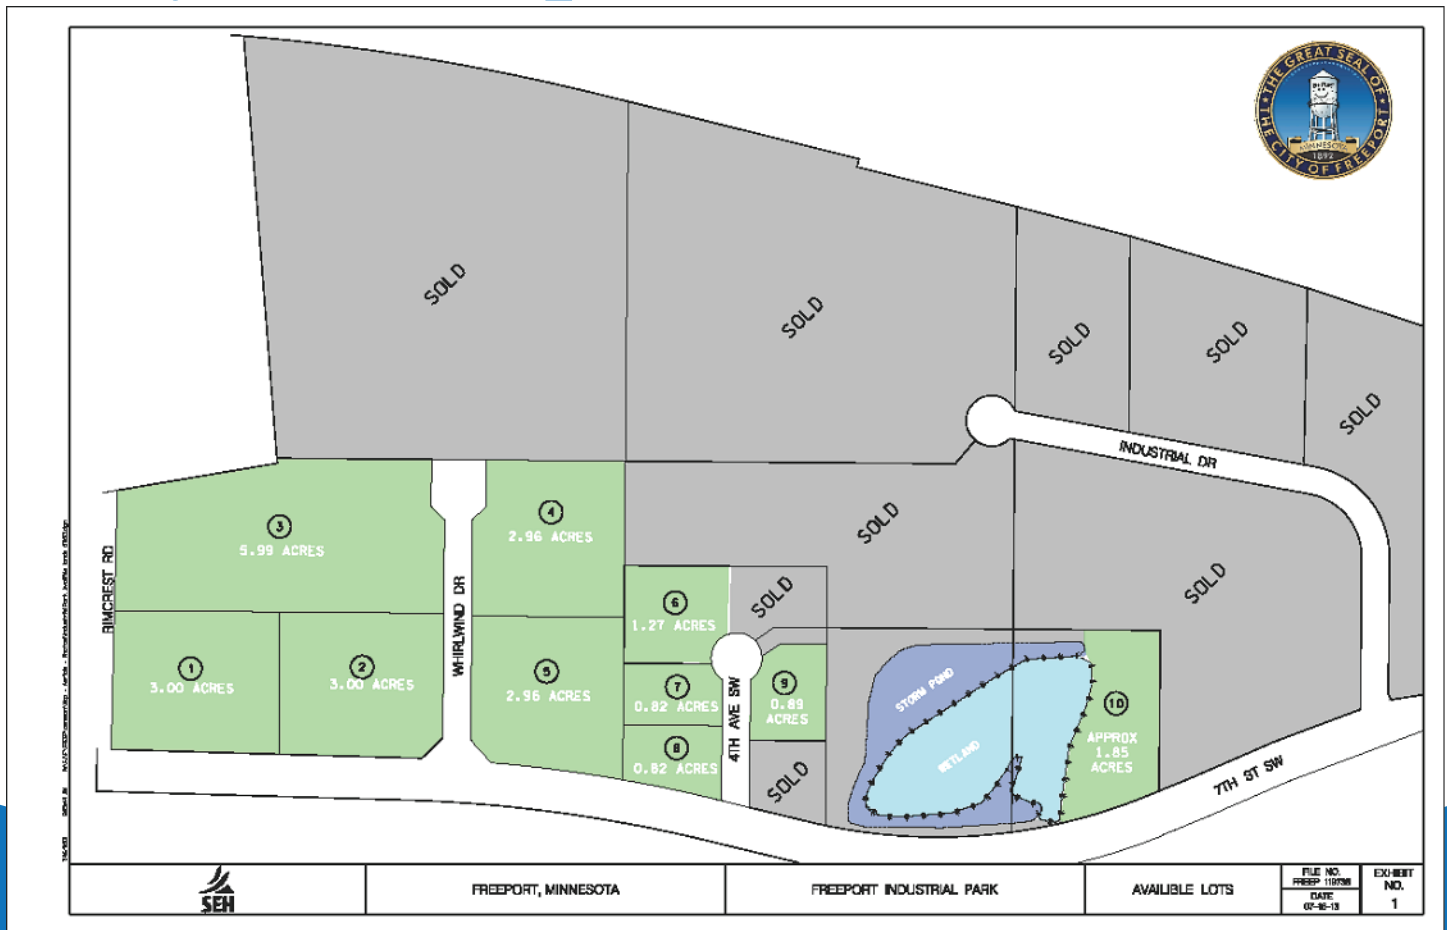 THE GREAT SEAL OF
THE CITY OF FREEPORT
MINNESOTA
1892
SOLD
SOLD
SOLD
SOLD
SOLD
INDUSTRIAL DR
3
5.99 ACRES
4
2.96 ACRES
SOLD
RIMCREST RD
WHIRLWIND DR
6
1.27 ACRES
SOLD
SOLD
1
3.00 ACRES
2
3.00 ACRES
5
2.96 ACRES
7
0.82 ACRES
4TH AVE SW
9
0.89
ACRES
STORM POND
WETLAND
10
APPROX
1.85
ACRES
8
0.82 ACRES
SOLD
7TH ST SW
SEH
FREEPORT, MINNESOTA
FREEPORT INDUSTRIAL PARK
AVAILIBLE LOTS
FILE NO.
DATE
EXHIBIT
NO.
1